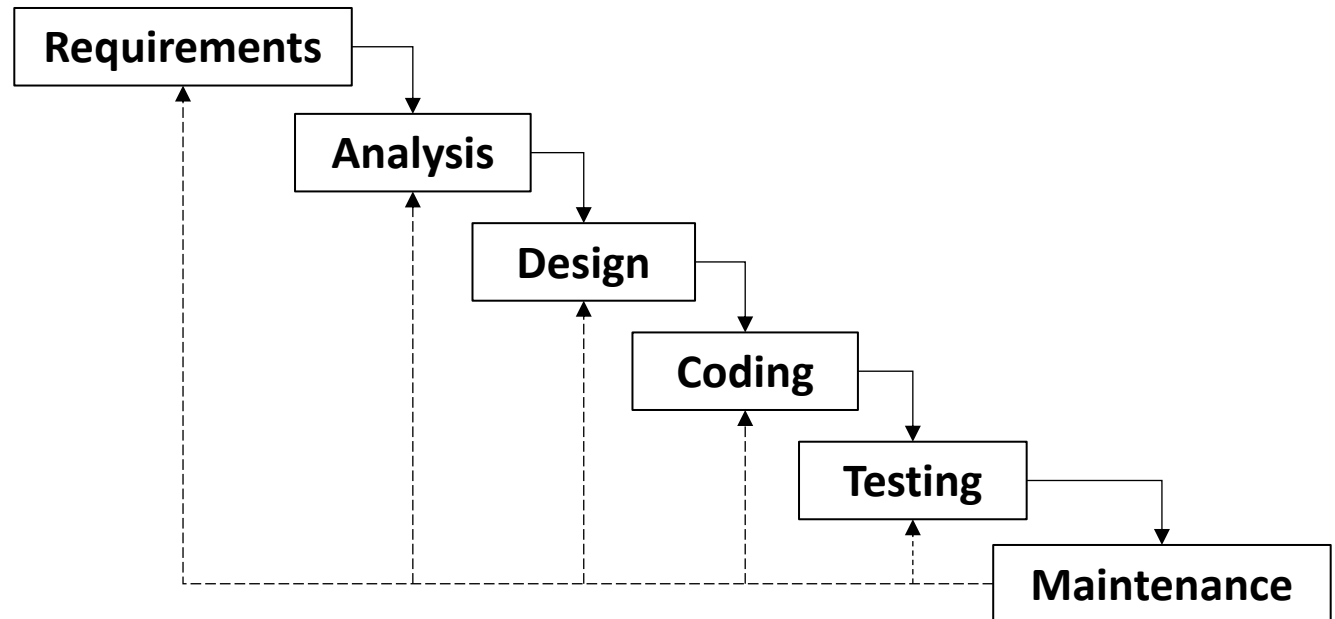 Requirements
Analysis
Design
Coding
Testing
Maintenance